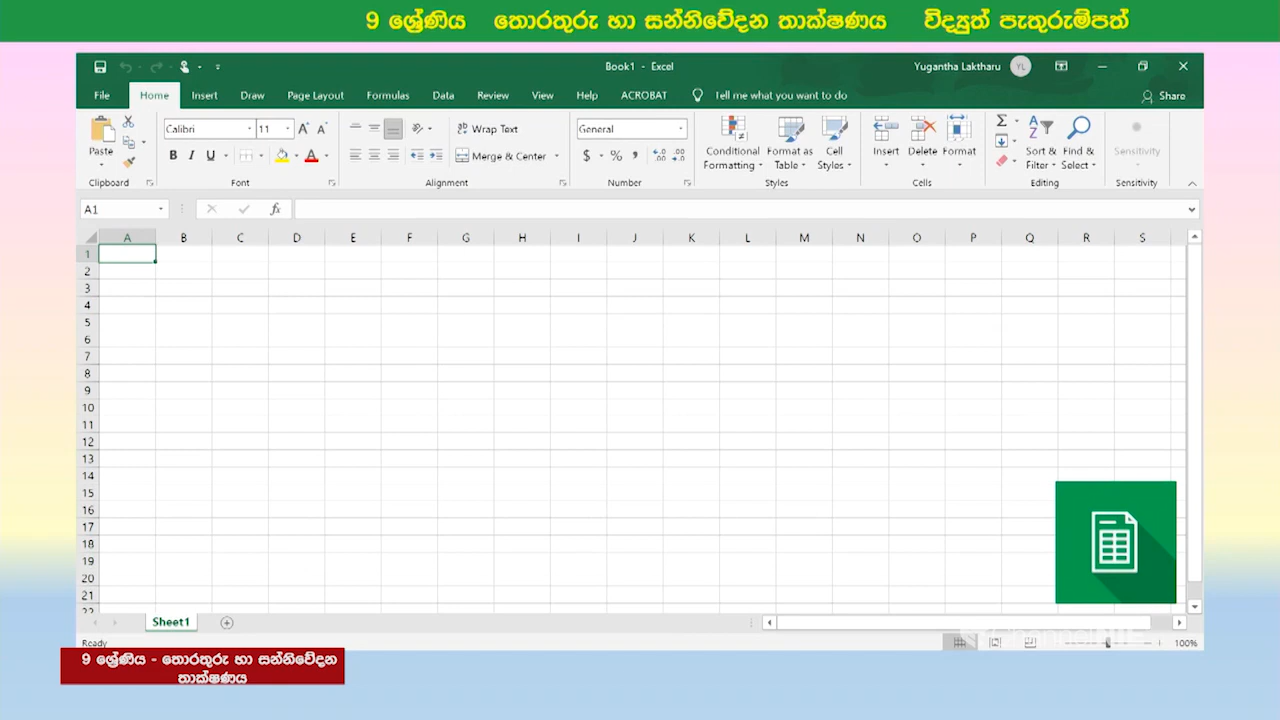 9 ශ්‍රේණිය තොරතුරු හා සන්නිවේදන තාක්ෂණය විද්‍යුත් පැතුරුම්පත්
Book1 - Excel Yugantha Laktharu YL
File Home Insert Draw Page Layout Formulas Data Review View Help ACROBAT Tell me what you want to do Share
Paste Calibri 11 Wrap Text General Conditional Formatting Format as Table Cell Styles Insert Delete Format Sort & Filter Find & Select Sensitivity
B I U A Merge & Center $ % ,
Clipboard Font Alignment Number Styles Cells Editing Sensitivity
A1 fx
A B C D E F G H I J K L M N O P Q R S
1
2
3
4
5
6
7
8
9
10
11
12
13
14
15
16
17
18
19
20
21
22
Sheet1
Ready 100%
9 ශ්‍රේණිය - තොරතුරු හා සන්නිවේදන
තාක්ෂණය